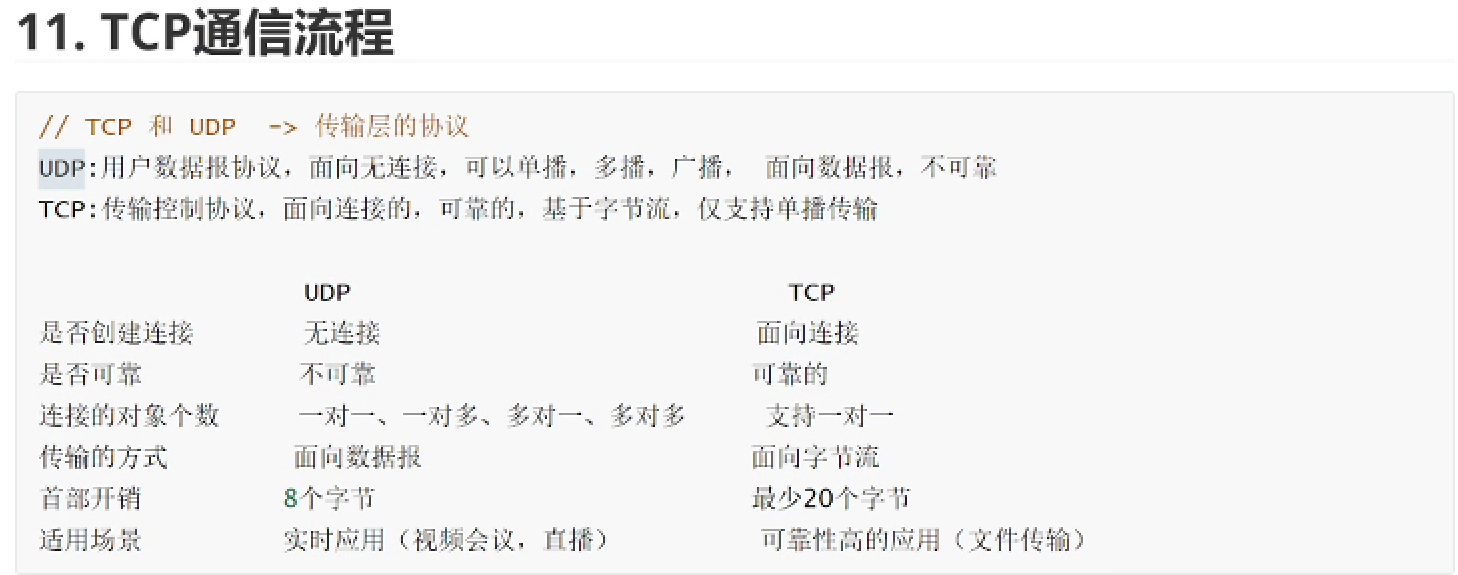 11. TCP通信流程
// TCP 和 UDP -> 传输层的协议
UDP:用户数据报协议，面向无连接，可以单播，多播，广播， 面向数据报，不可靠
TCP:传输控制协议，面向连接的，可靠的，基于字节流，仅支持单播传输
UDP TCP
是否创建连接 无连接 面向连接
是否可靠 不可靠 可靠的
连接的对象个数 一对一、一对多、多对一、多对多 支持一对一
传输的方式 面向数据报 面向字节流
首部开销 8个字节 最少20个字节
适用场景 实时应用（视频会议，直播） 可靠性高的应用（文件传输）